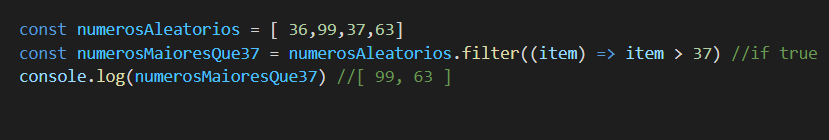 const numerosAleatorios = [ 36,99,37,63]
const numerosMaioresQue37 = numerosAleatorios.filter((item) => item > 37) //if true
console.log(numerosMaioresQue37) //[ 99, 63 ]